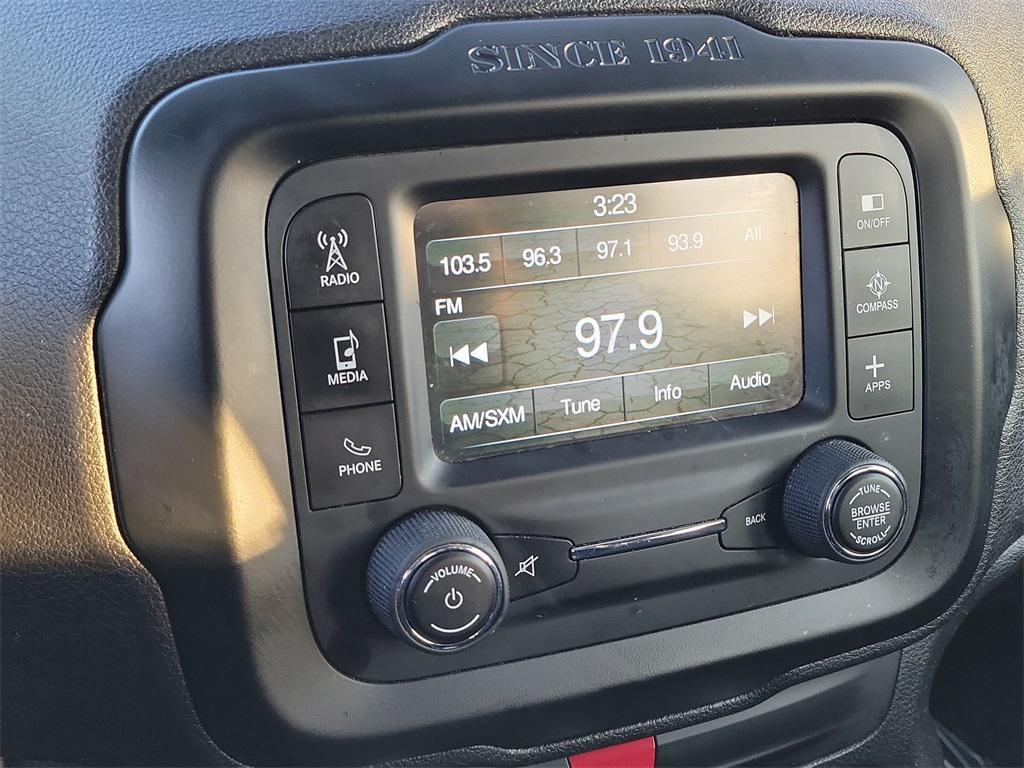 SINCE 1941
3:23
103.5 96.3 97.1 93.9 All
FM
97.9
AM/SXM Tune Info Audio
RADIO
MEDIA
PHONE
ON/OFF
N
COMPASS
APPS
VOLUME
BACK
TUNE
BROWSE
ENTER
SCROLL